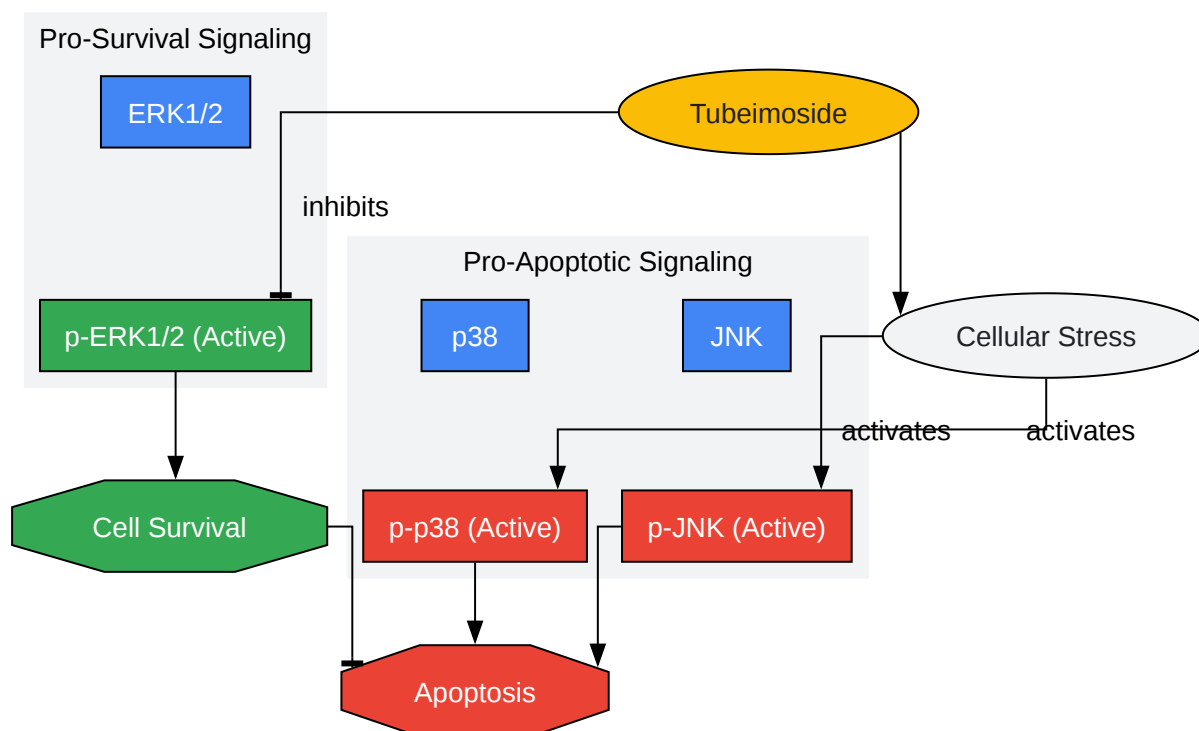 Pro-Survival Signaling
ERK1/2
Tubeimoside
inhibits
Pro-Apoptotic Signaling
p-ERK1/2 (Active)
p38
JNK
Cellular Stress
activates
activates
Cell Survival
p-p38 (Active)
p-JNK (Active)
Apoptosis